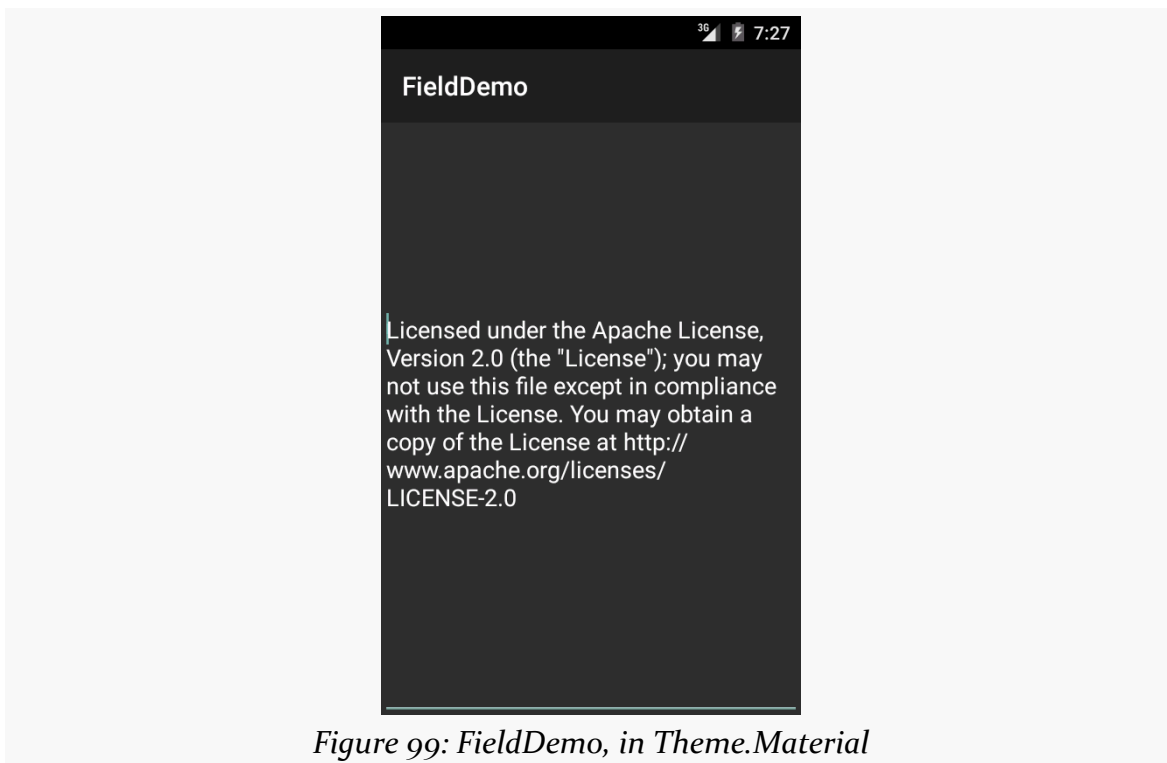 3G 7:27
FieldDemo
Licensed under the Apache License,
Version 2.0 (the "License"); you may
not use this file except in compliance
with the License. You may obtain a
copy of the License at http://
www.apache.org/licenses/
LICENSE-2.0
Figure 99: FieldDemo, in Theme.Material